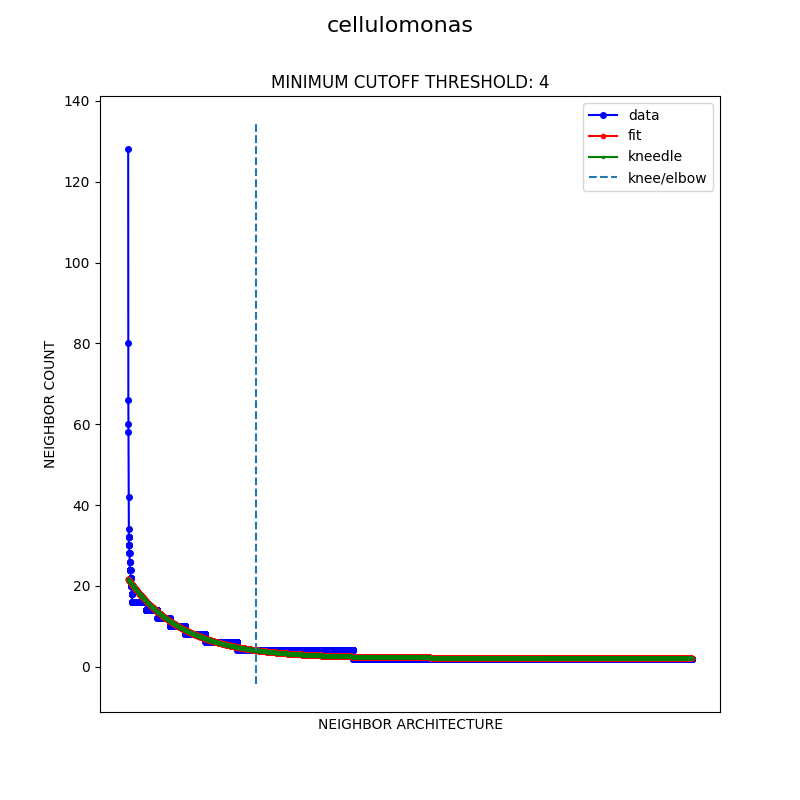 cellulomonas
MINIMUM CUTOFF THRESHOLD: 4
140
120
100
80
60
40
20
0
NEIGHBOR COUNT
data
fit
kneedle
knee/elbow
NEIGHBOR ARCHITECTURE